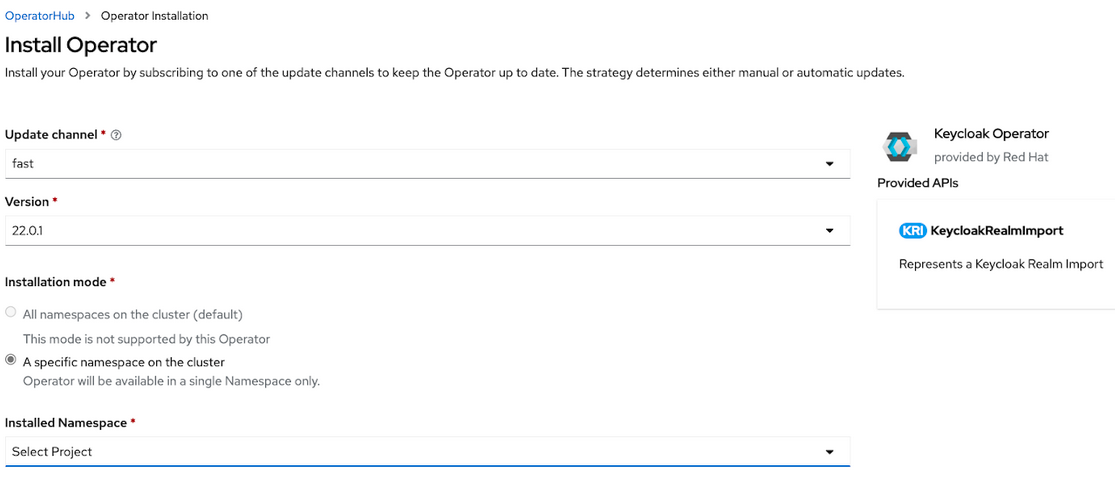 OperatorHub > Operator Installation
Install Operator
Install your Operator by subscribing to one of the update channels to keep the Operator up to date. The strategy determines either manual or automatic updates.
Update channel *
fast
Version *
22.0.1
Installation mode *
All namespaces on the cluster (default)
This mode is not supported by this Operator
A specific namespace on the cluster
Operator will be available in a single Namespace only.
Installed Namespace *
Select Project
Keycloak Operator
provided by Red Hat
Provided APIs
KRI KeycloakRealmImport
Represents a Keycloak Realm Import